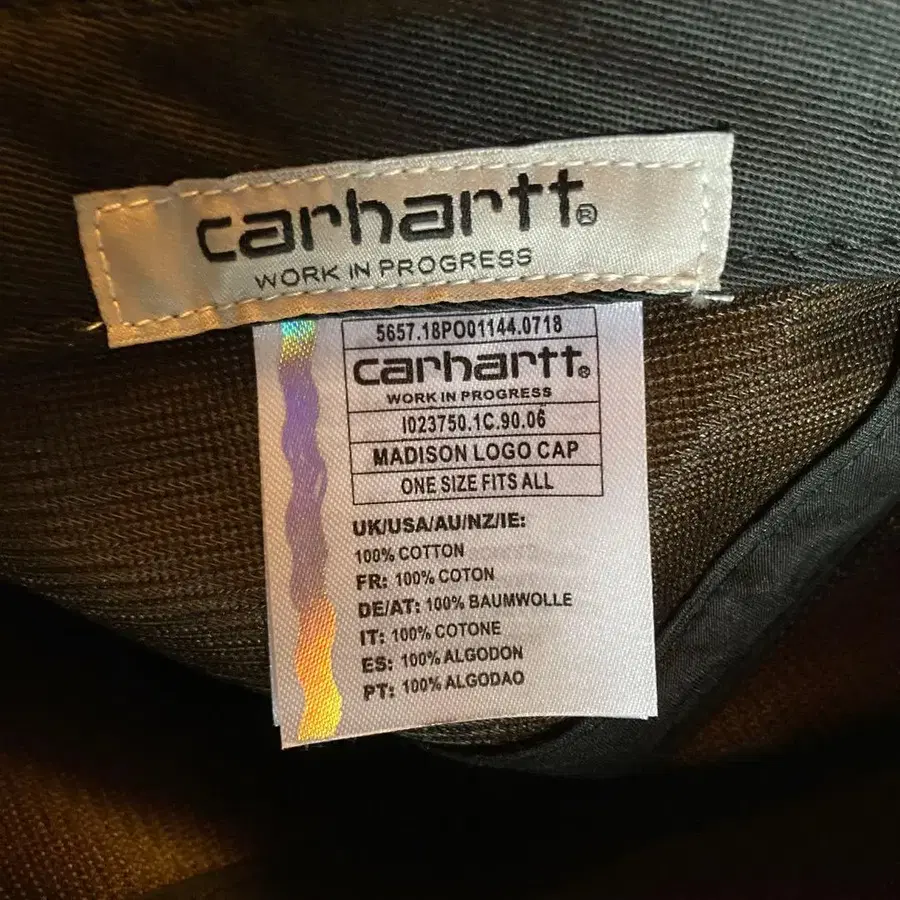 carhartt®
WORK IN PROGRESS
5657.18PO01144.0718
carhartt®
WORK IN PROGRESS
I023750.1C.90.06
MADISON LOGO CAP
ONE SIZE FITS ALL
UK/USA/AU/NZ/IE:
100% COTTON
FR: 100% COTON
DE/AT: 100% BAUMWOLLE
IT: 100% COTONE
ES: 100% ALGODON
PT: 100% ALGODAO